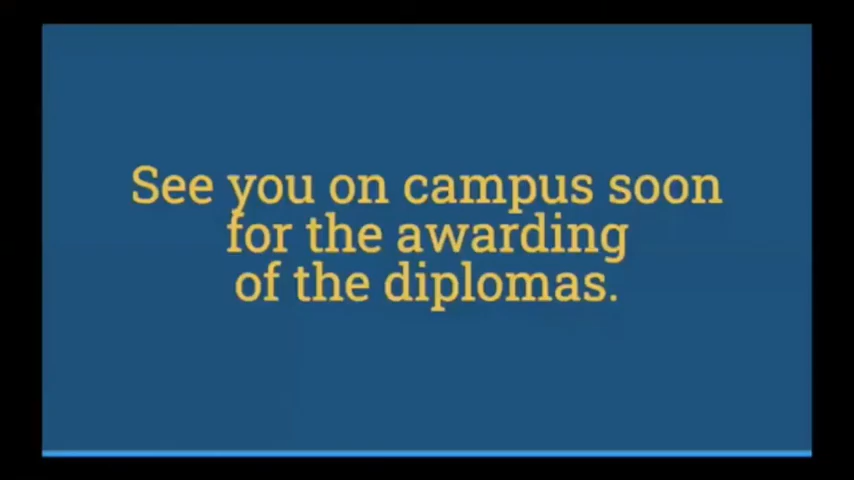 See you on campus soon
for the awarding
of the diplomas.